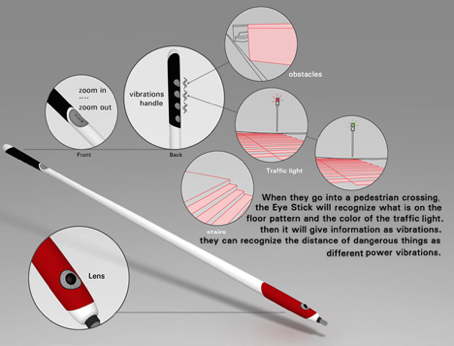 obstacles
zoom in
....
zoom out
vibrations
handle
Front
Back
Traffic light
stairs
When they go into a pedestrian crossing,
the Eye Stick will recognize what is on the
floor pattern and the color of the traffic light.
then it will give information as vibrations.
they can recognize the distance of dangerous things as
different power vibrations.
Lens